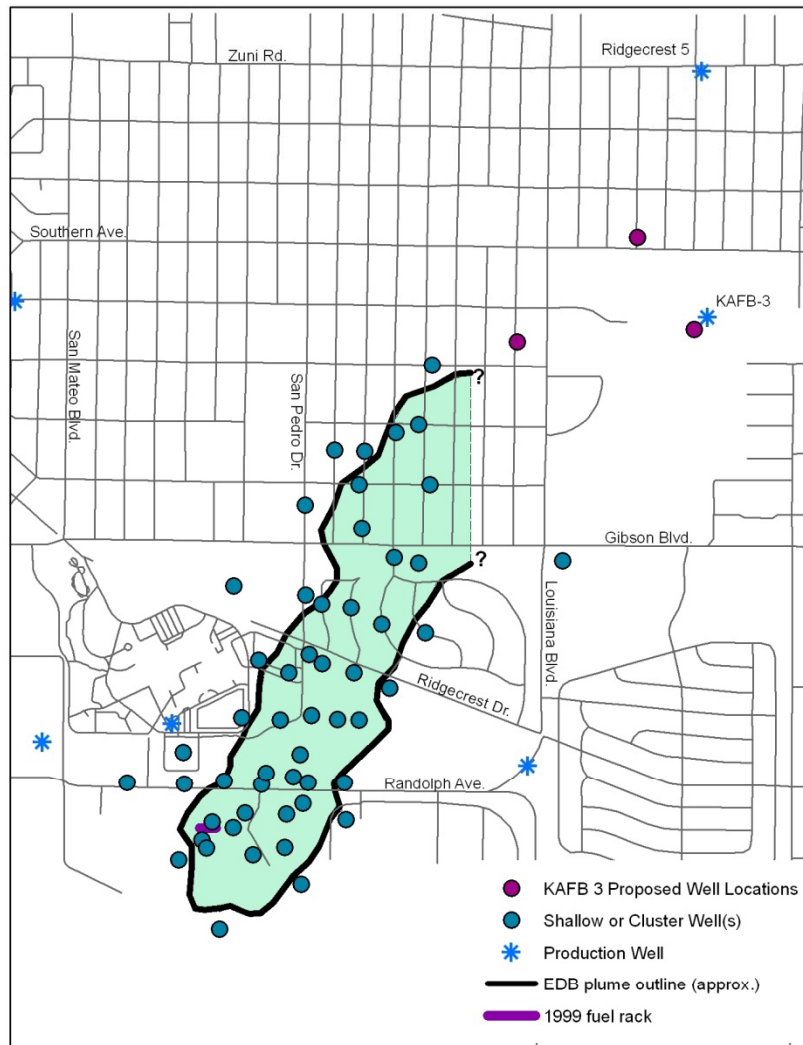 Zuni Rd.
Ridgecrest 5
Southern Ave.
KAFB-3
San Mateo Blvd.
San Pedro Dr.
?
Gibson Blvd.
?
Louisiana Blvd.
Ridgecrest Dr.
Randolph Ave.
KAFB 3 Proposed Well Locations
Shallow or Cluster Well(s)
Production Well
EDB plume outline (approx.)
1999 fuel rack